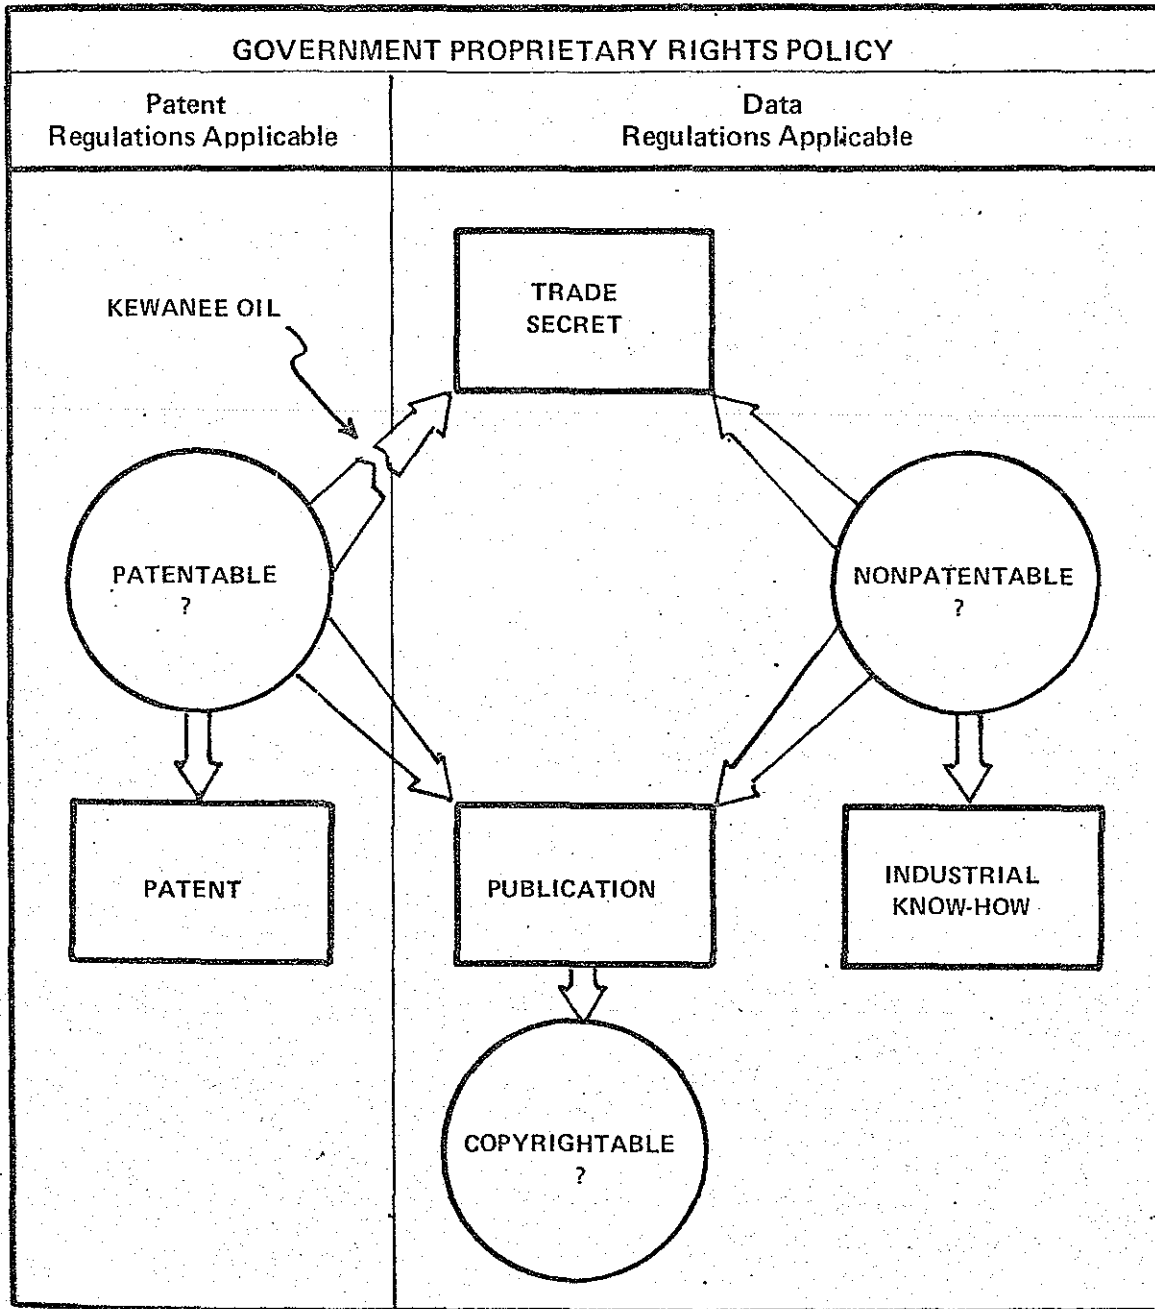 GOVERNMENT PROPRIETARY RIGHTS POLICY
Patent
Regulations Applicable
Data
Regulations Applicable
TRADE
SECRET
KEWANEE OIL
PATENTABLE
?
NONPATENTABLE
?
PATENT
PUBLICATION
INDUSTRIAL
KNOW-HOW
COPYRIGHTABLE
?